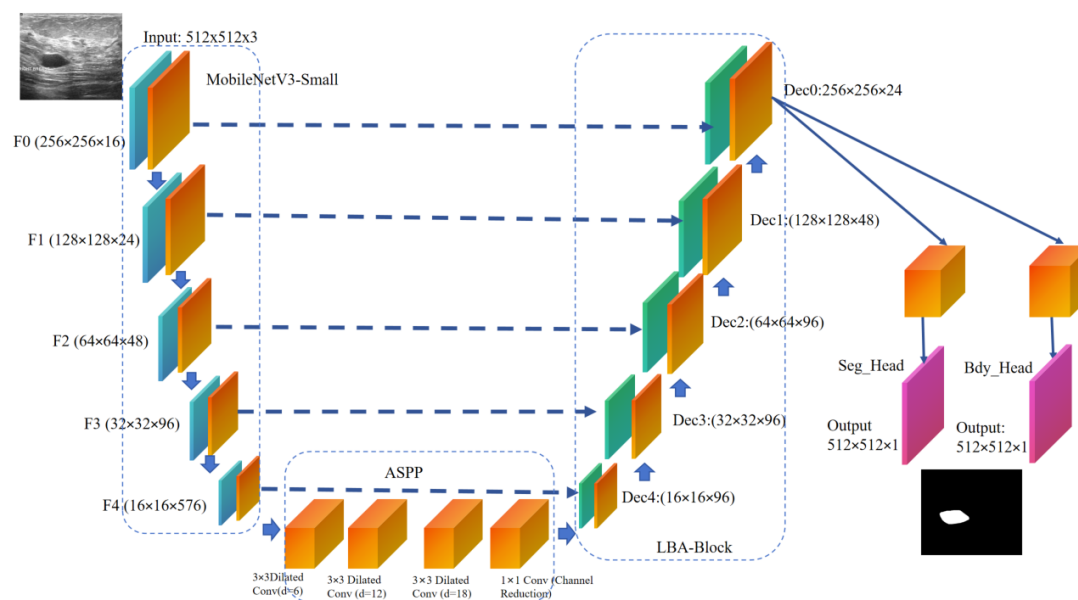 Input: 512x512x3
MobileNetV3-Small
F0 (256×256×16)
F1 (128×128×24)
F2 (64×64×48)
F3 (32×32×96)
F4 (16×16×576)
ASPP
3×3Dilated
Conv(d=6)
3×3 Dilated
Conv (d=12)
3×3 Dilated
Conv (d=18)
1×1 Conv (Channel
Reduction)
Dec0:256×256×24
Dec1:(128×128×48)
Dec2:(64×64×96)
Dec3:(32×32×96)
Dec4:(16×16×96)
LBA-Block
Seg_Head
Output
512×512×1
Bdy_Head
Output:
512×512×1